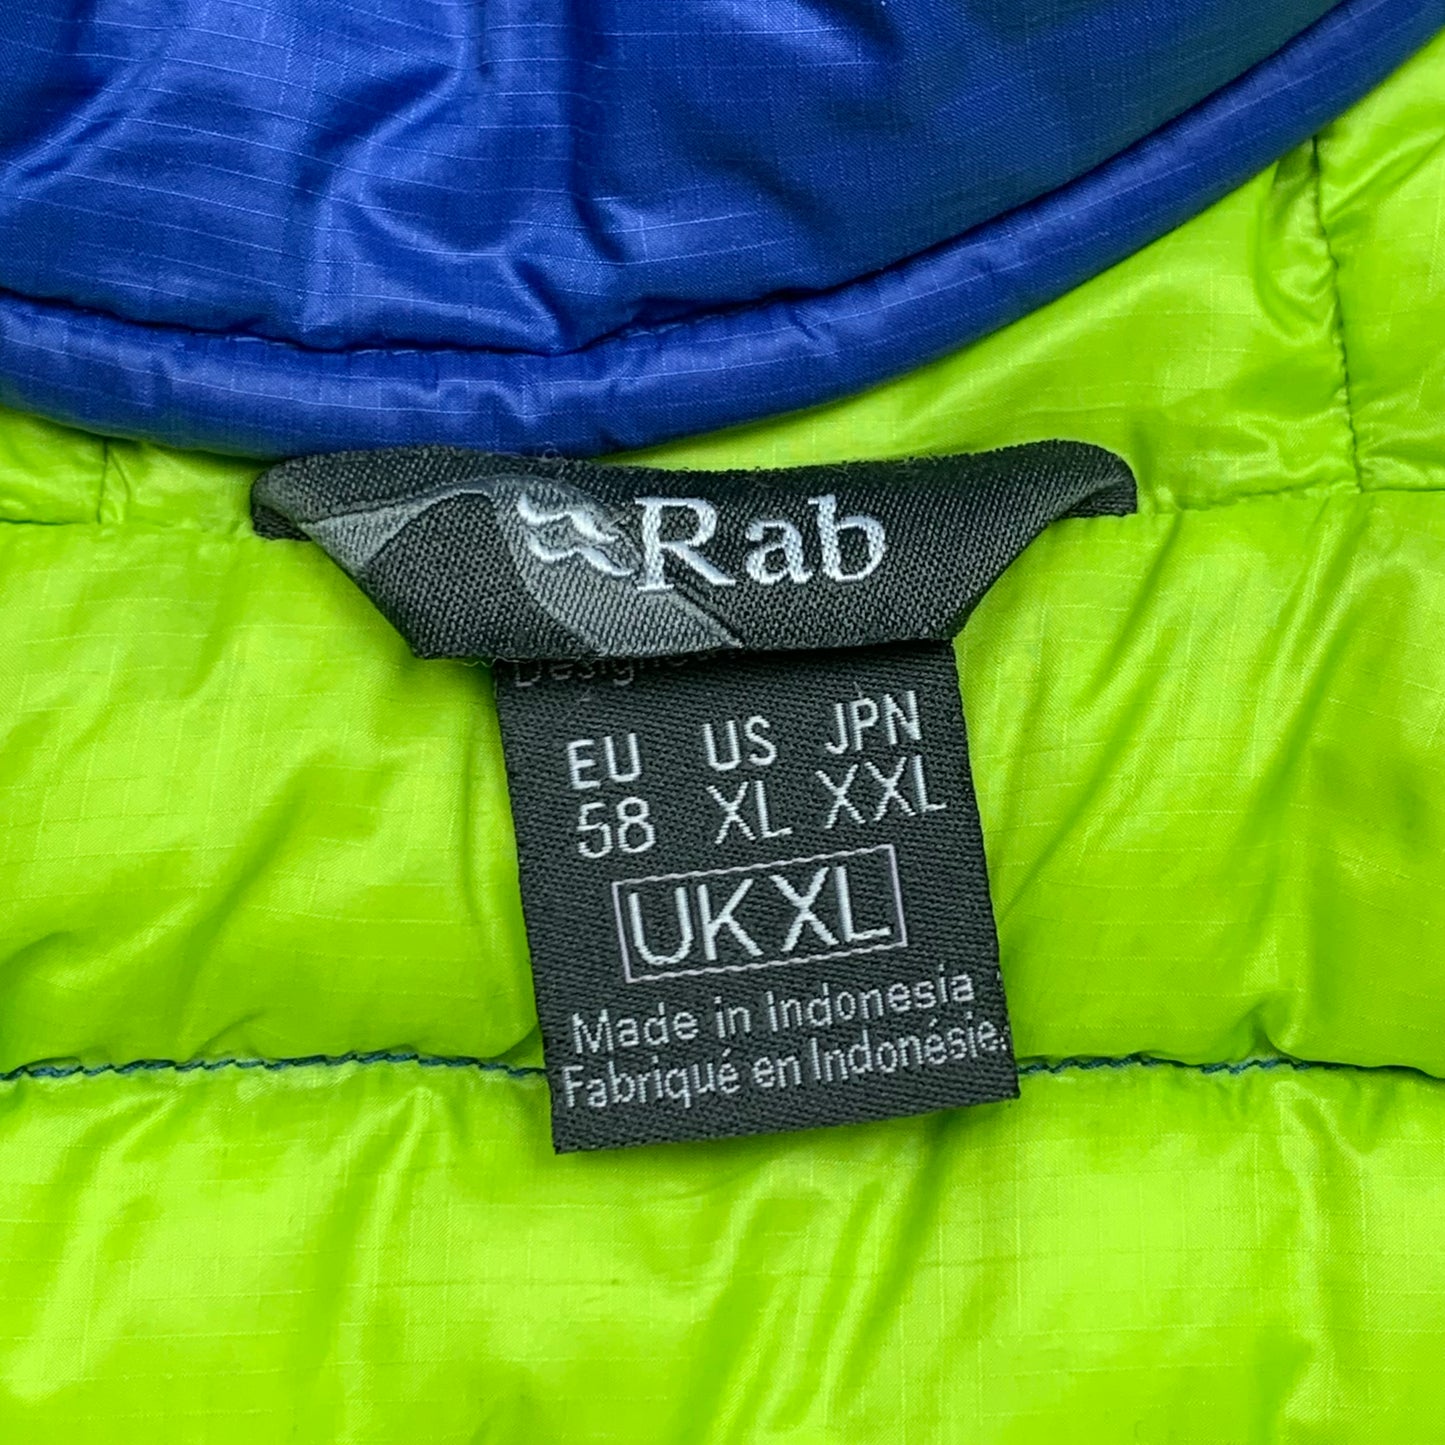 Rab
EU US JPN
58 XL XXL
UK XL
Made in Indonesia
Fabriqué en Indonésie